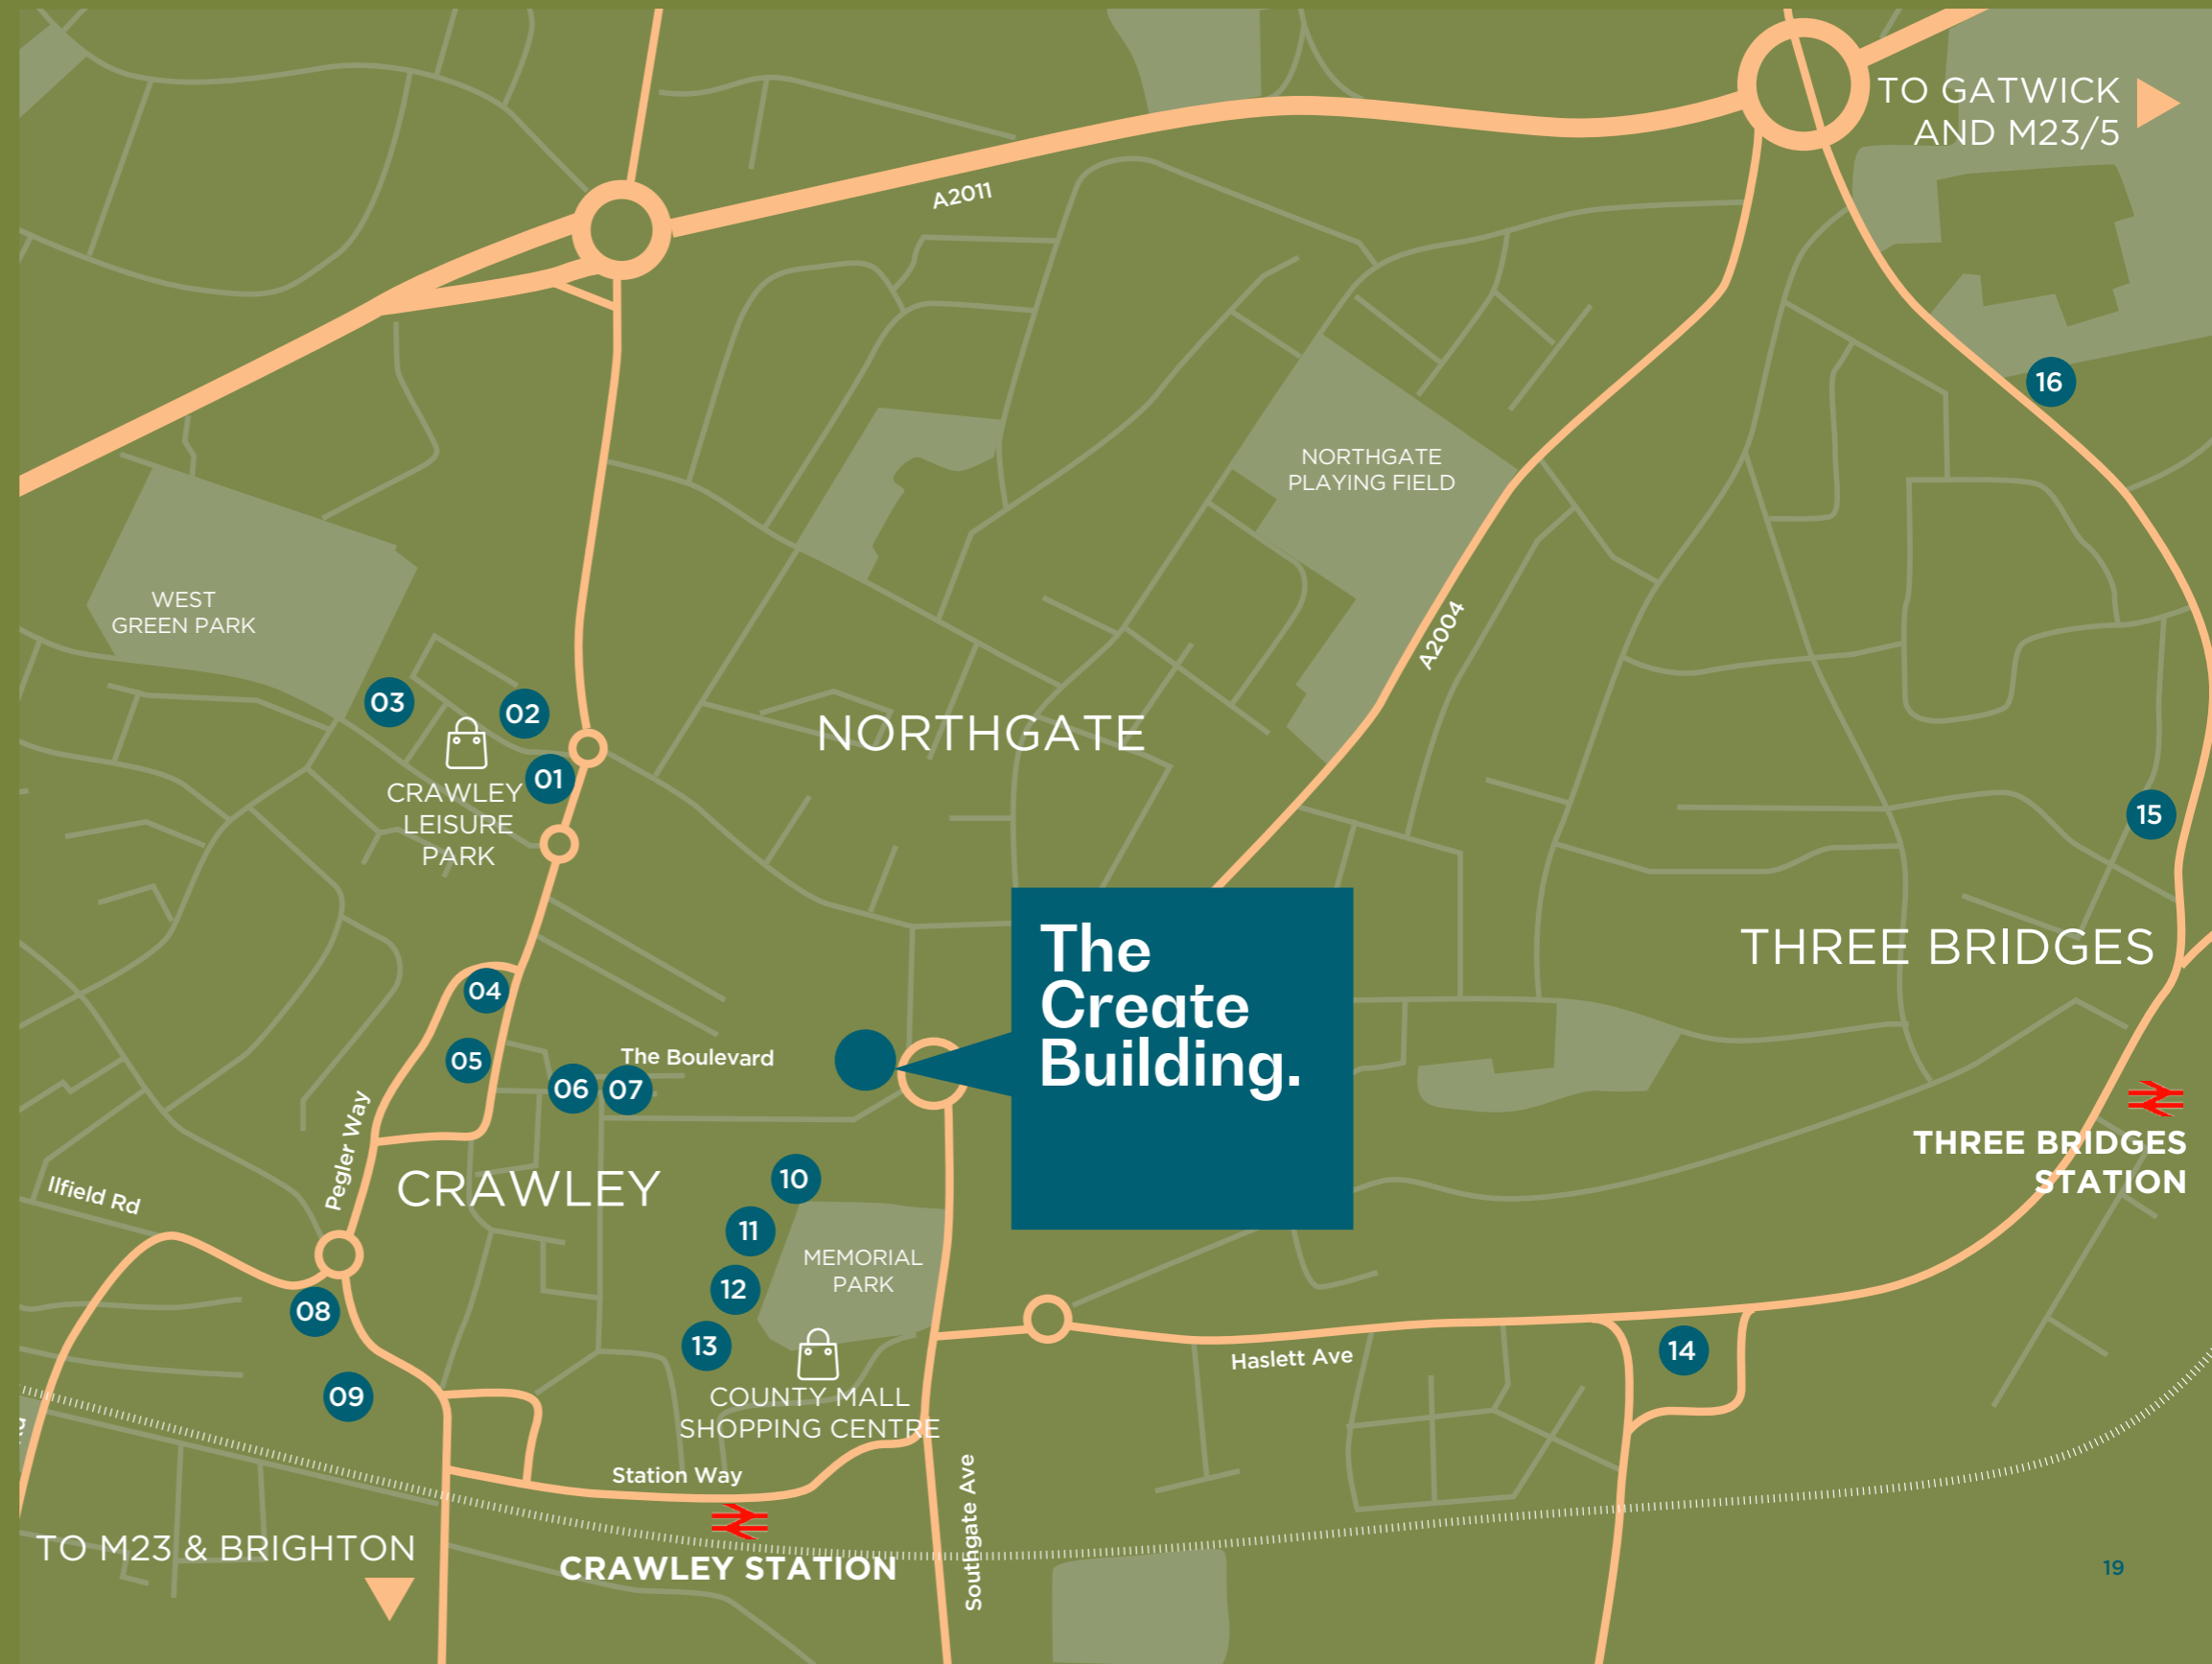 TO GATWICK
AND M23/5
A2011
16
NORTHGATE
PLAYING FIELD
WEST
GREEN PARK
A2004
03
02
NORTHGATE
01
CRAWLEY
LEISURE
PARK
15
The
Create
Building.
THREE BRIDGES
04
05
The Boulevard
06
07
Pegler Way
THREE BRIDGES
STATION
CRAWLEY
Ilfield Rd
10
11
MEMORIAL
PARK
12
08
13
14
Haslett Ave
09
COUNTY MALL
SHOPPING CENTRE
Station Way
Southgate Ave
TO M23 & BRIGHTON
CRAWLEY STATION
19